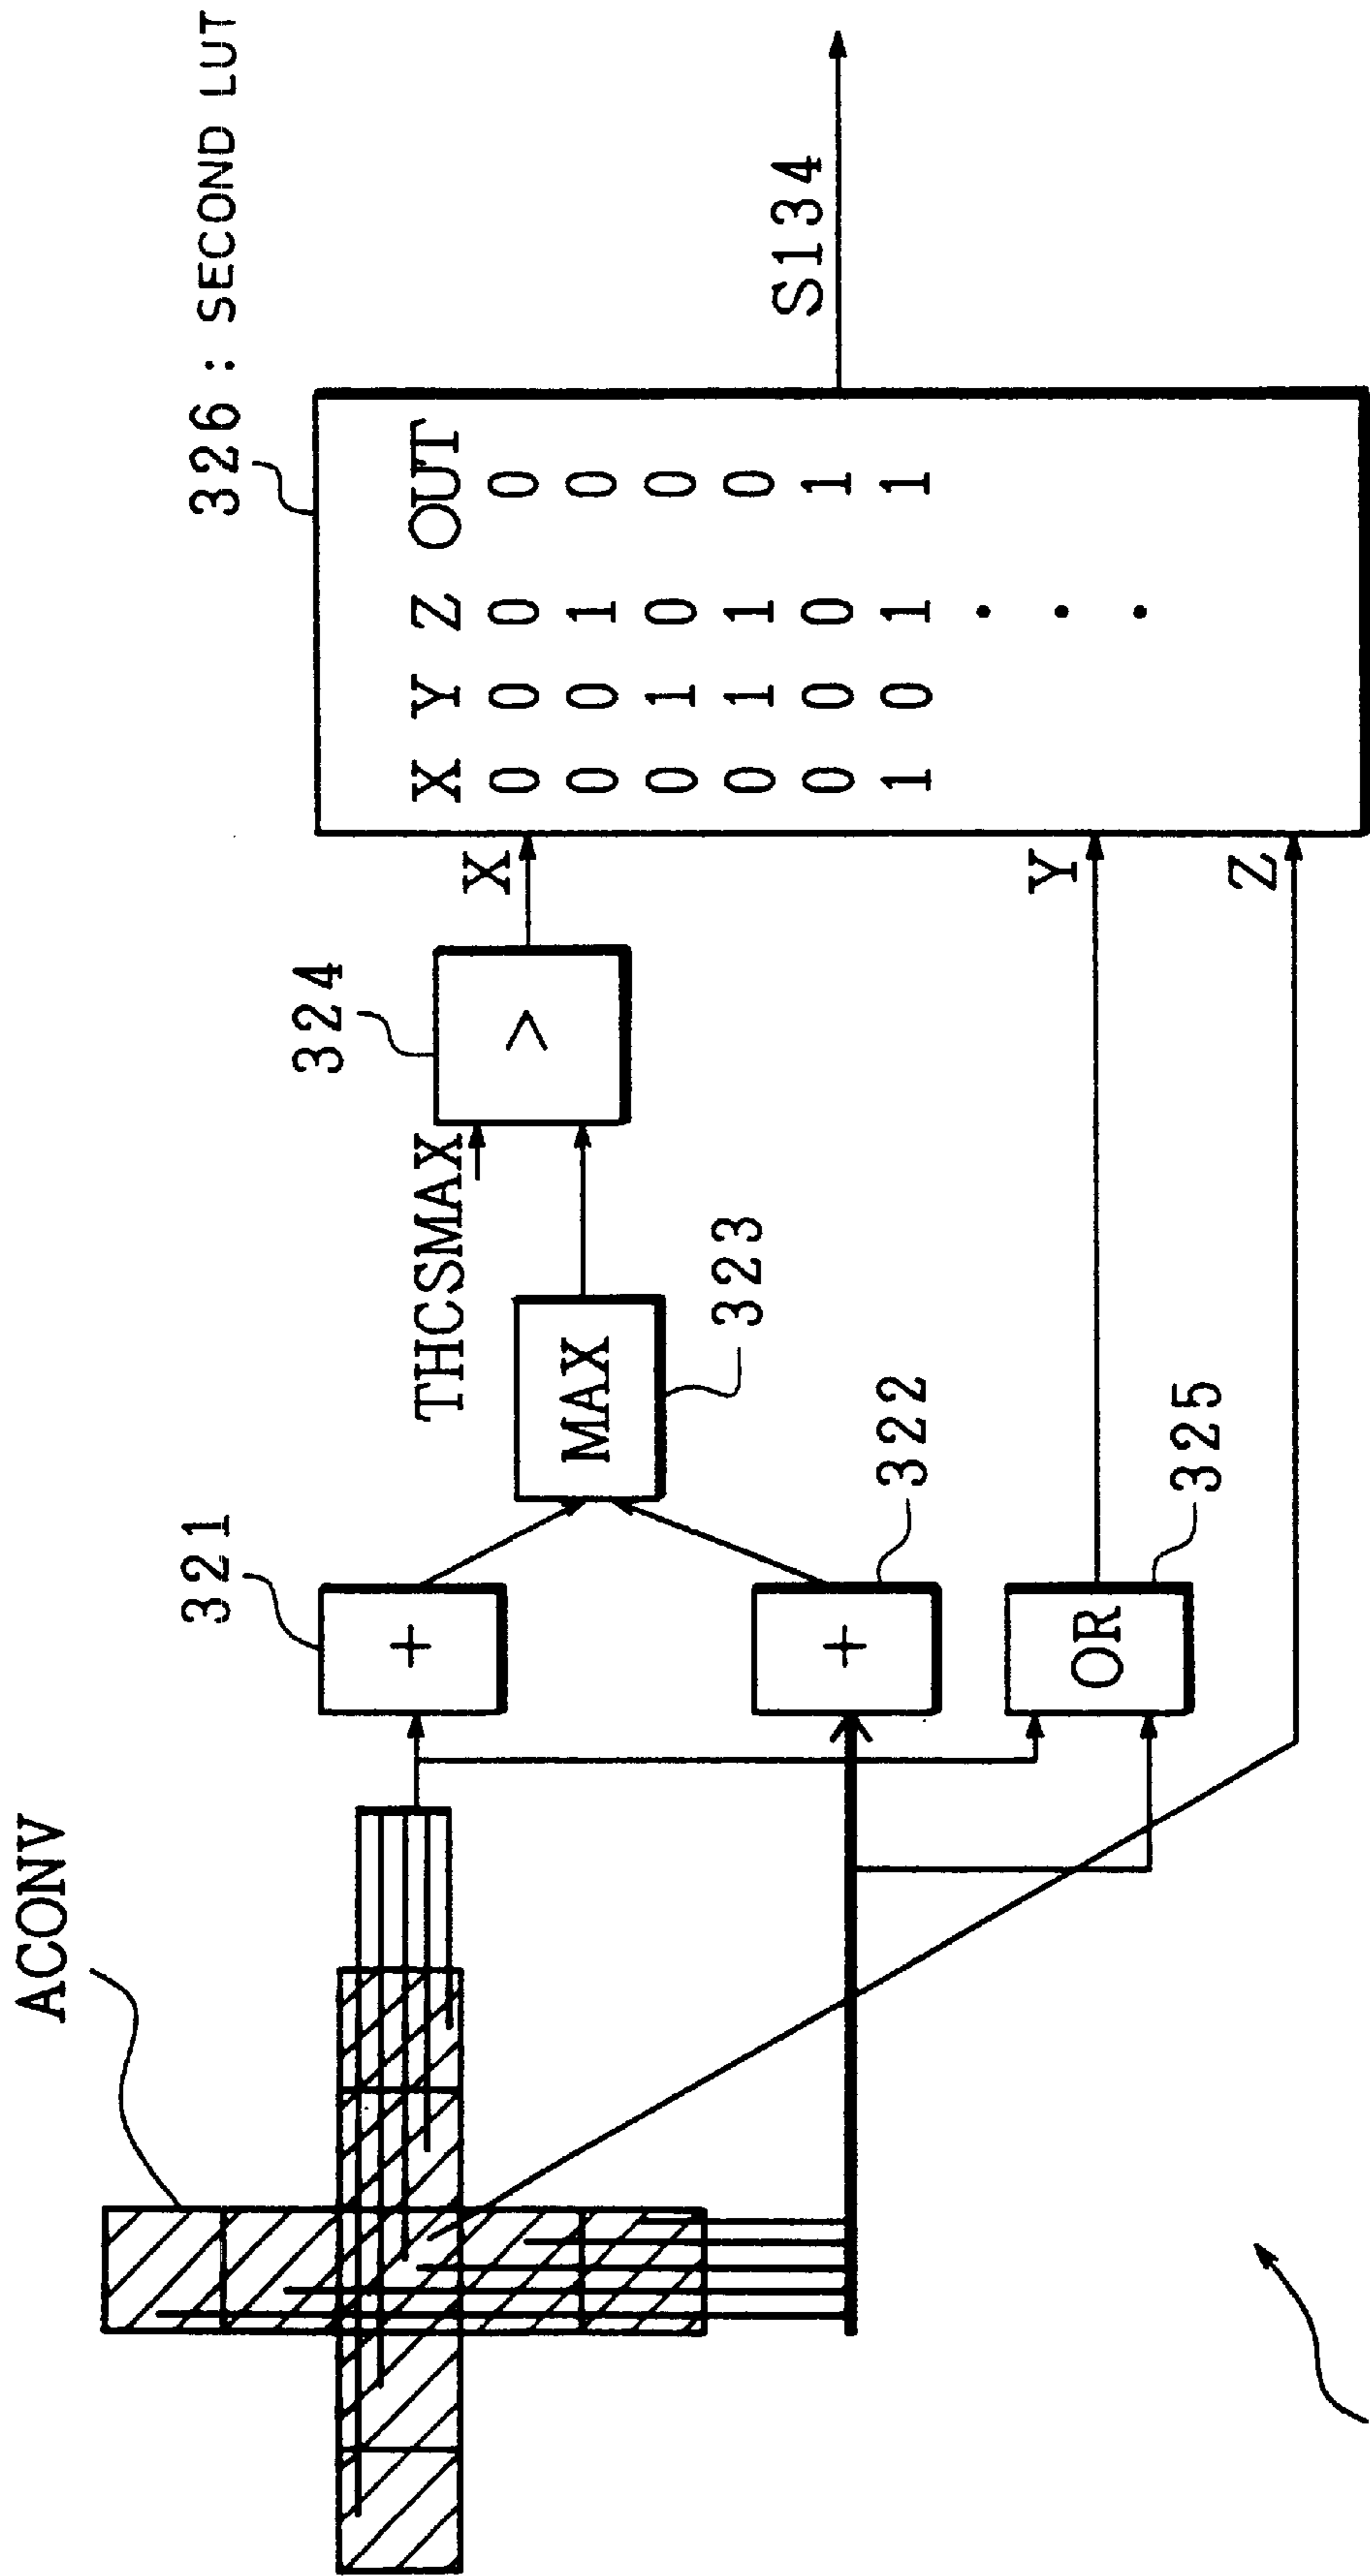 326 : SECOND LUT
ACONV
321
+
THCSMAX
324
>
X
MAX
323
+
322
OR
325
Y
Z
X Y Z OUT
0 0 0 0
0 0 1 0
0 1 0 0
0 1 1 0
0 0 0 1
1 0 1 1
S134